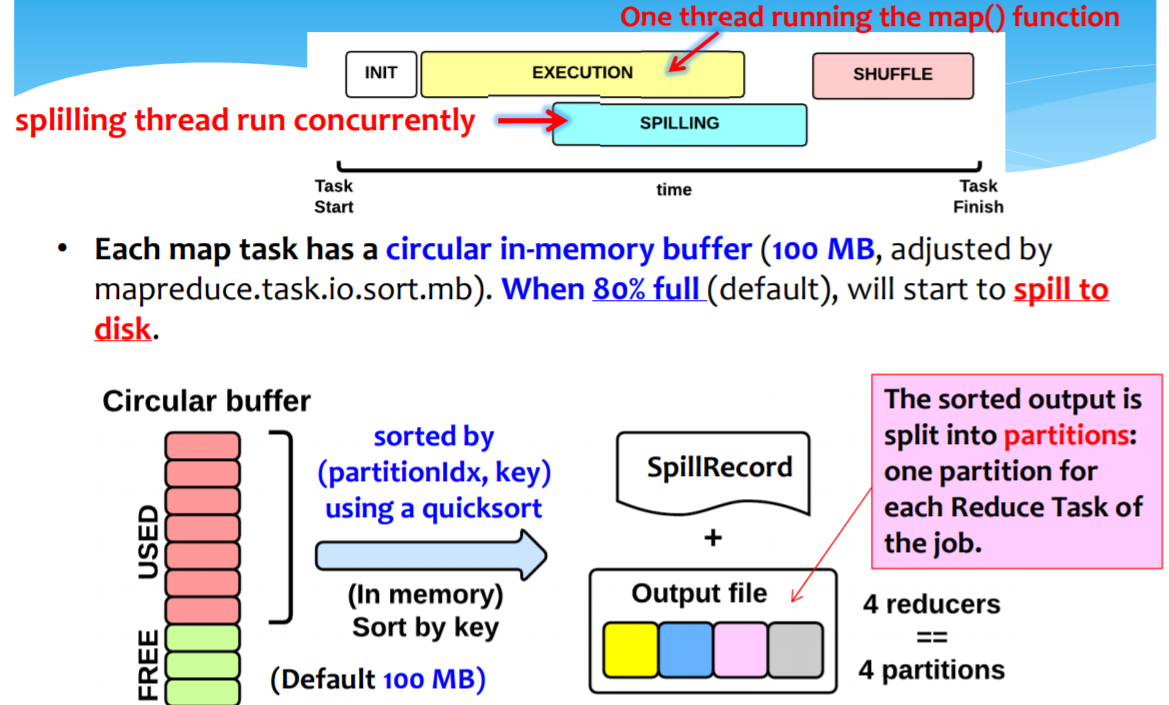 One thread running the map() function
INIT
EXECUTION
SHUFFLE
splilling thread run concurrently
SPILLING
Task
Start
time
Task
Finish
• Each map task has a circular in-memory buffer (100 MB, adjusted by
mapreduce.task.io.sort.mb). When 80% full (default), will start to spill to
disk.
Circular buffer
USED
FREE
sorted by
(partitionIdx, key)
using a quicksort
(In memory)
Sort by key
(Default 100 MB)
SpillRecord
+
Output file
The sorted output is
split into partitions:
one partition for
each Reduce Task of
the job.
4 reducers
==
4 partitions